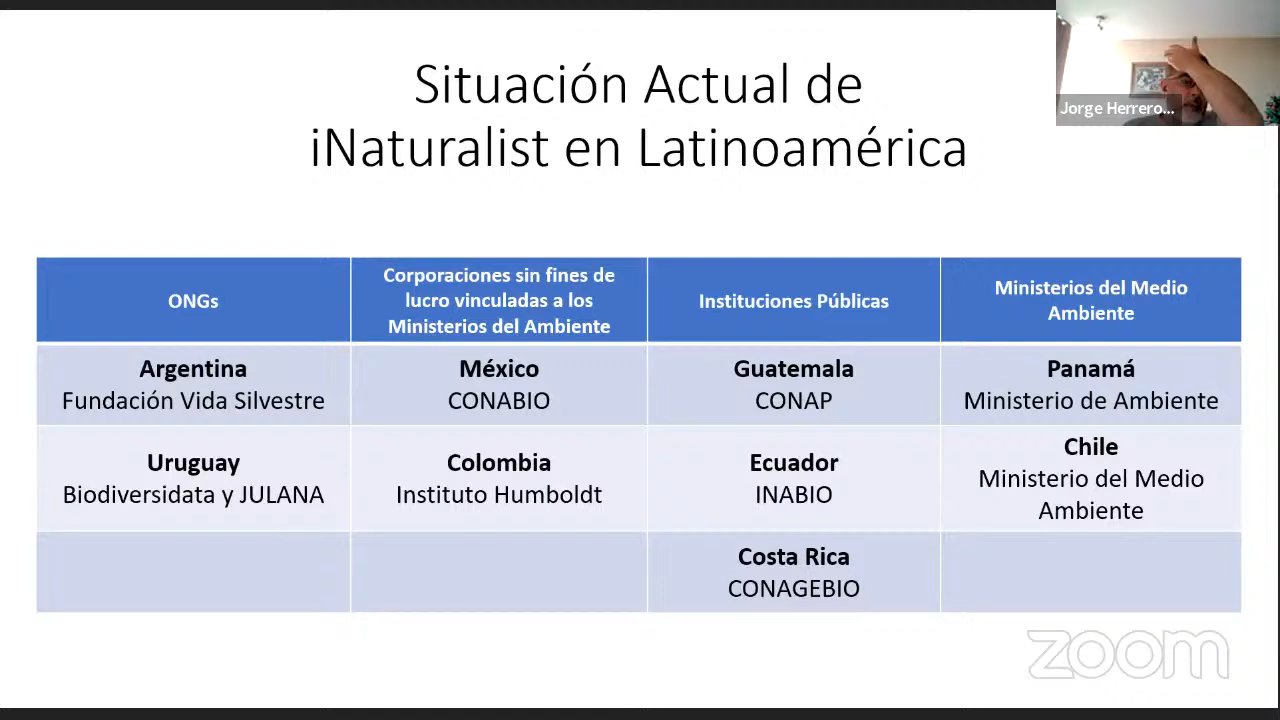 Situación Actual de
iNaturalist en Latinoamérica
Jorge Herrero...
ONGs
Corporaciones sin fines de
lucro vinculadas a los
Ministerios del Ambiente
Instituciones Públicas
Ministerios del Medio
Ambiente
Argentina
Fundación Vida Silvestre
México
CONABIO
Guatemala
CONAP
Panamá
Ministerio de Ambiente
Uruguay
Biodiversidata y JULANA
Colombia
Instituto Humboldt
Ecuador
INABIO
Chile
Ministerio del Medio
Ambiente
Costa Rica
CONAGEBIO
zoom